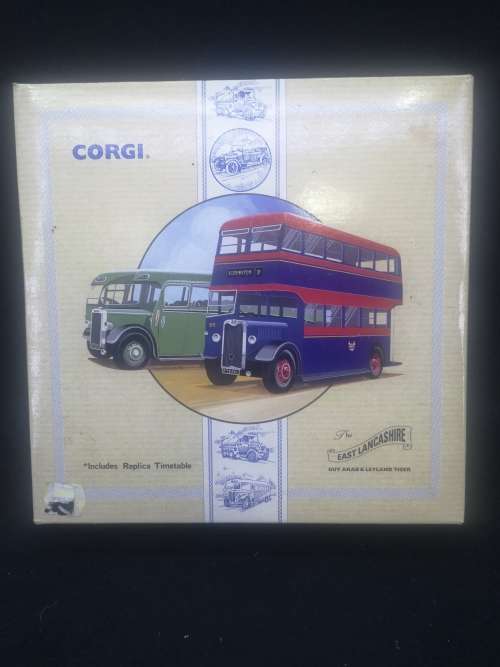 CORGI®
The
EAST LANCASHIRE
GUY ARAB & LEYLAND TIGER
*Includes Replica Timetable